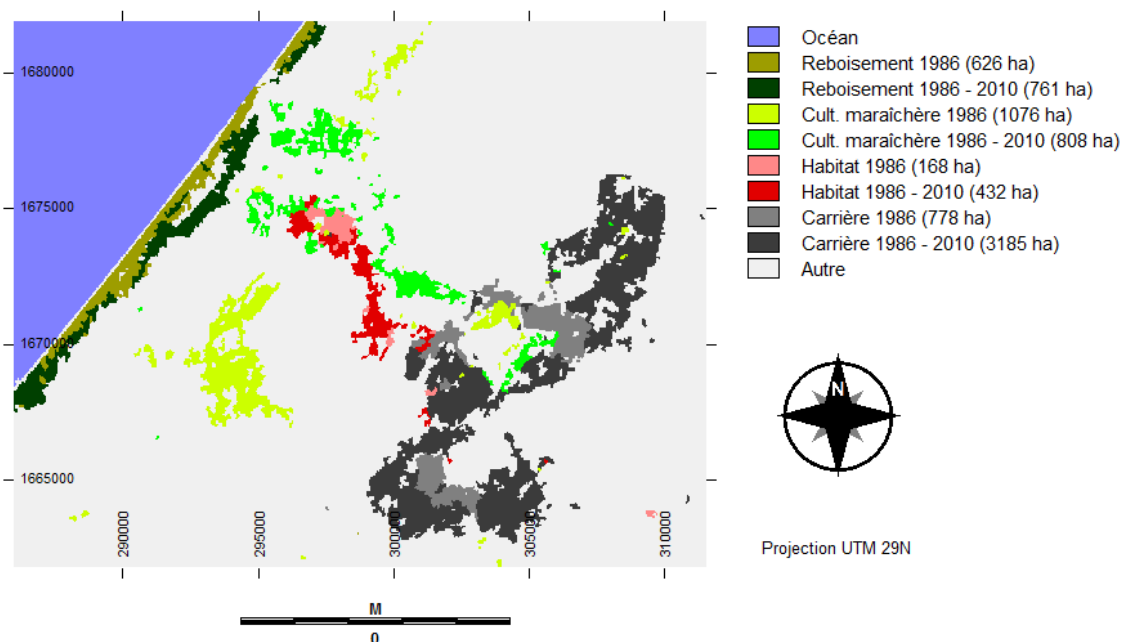 1680000
1675000
1670000
1665000
290000
295000
300000
305000
310000
Océan
Reboisement 1986 (626 ha)
Reboisement 1986 - 2010 (761 ha)
Cult. maraîchère 1986 (1076 ha)
Cult. maraîchère 1986 - 2010 (808 ha)
Habitat 1986 (168 ha)
Habitat 1986 - 2010 (432 ha)
Carrière 1986 (778 ha)
Carrière 1986 - 2010 (3185 ha)
Autre
N
Projection UTM 29N
M
0